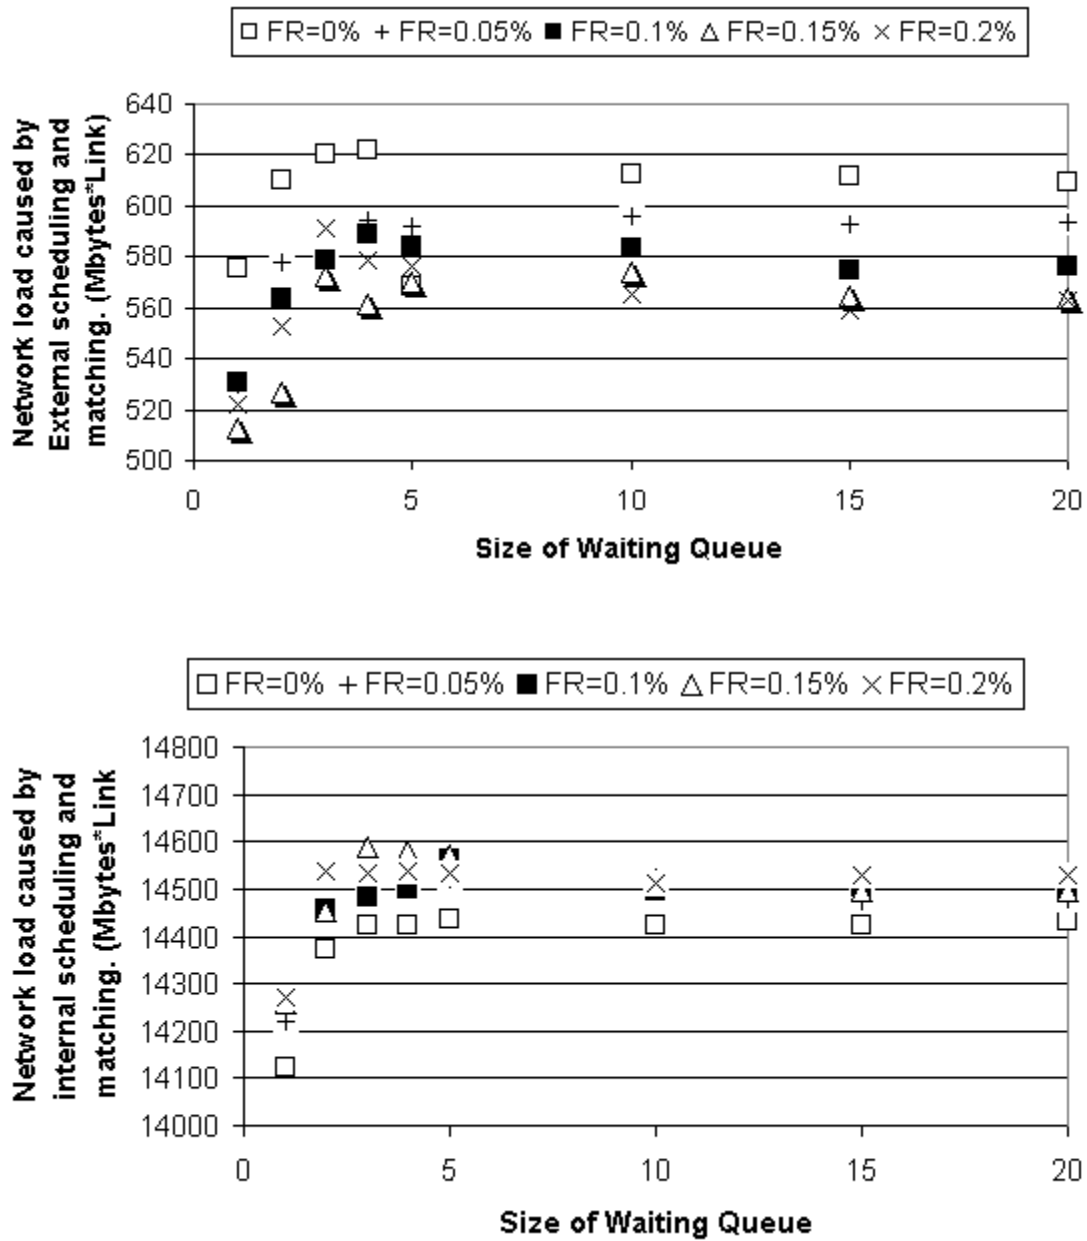 FR=0% FR=0.05% FR=0.1% FR=0.15% FR=0.2%
Network load caused by
External scheduling and
matching. (Mbytes*Link)
640
620
600
580
560
540
520
500
0 5 10 15 20
Size of Waiting Queue
FR=0% FR=0.05% FR=0.1% FR=0.15% FR=0.2%
Network load caused by
internal scheduling and
matching. (Mbytes*Link
14800
14700
14600
14500
14400
14300
14200
14100
14000
0 5 10 15 20
Size of Waiting Queue